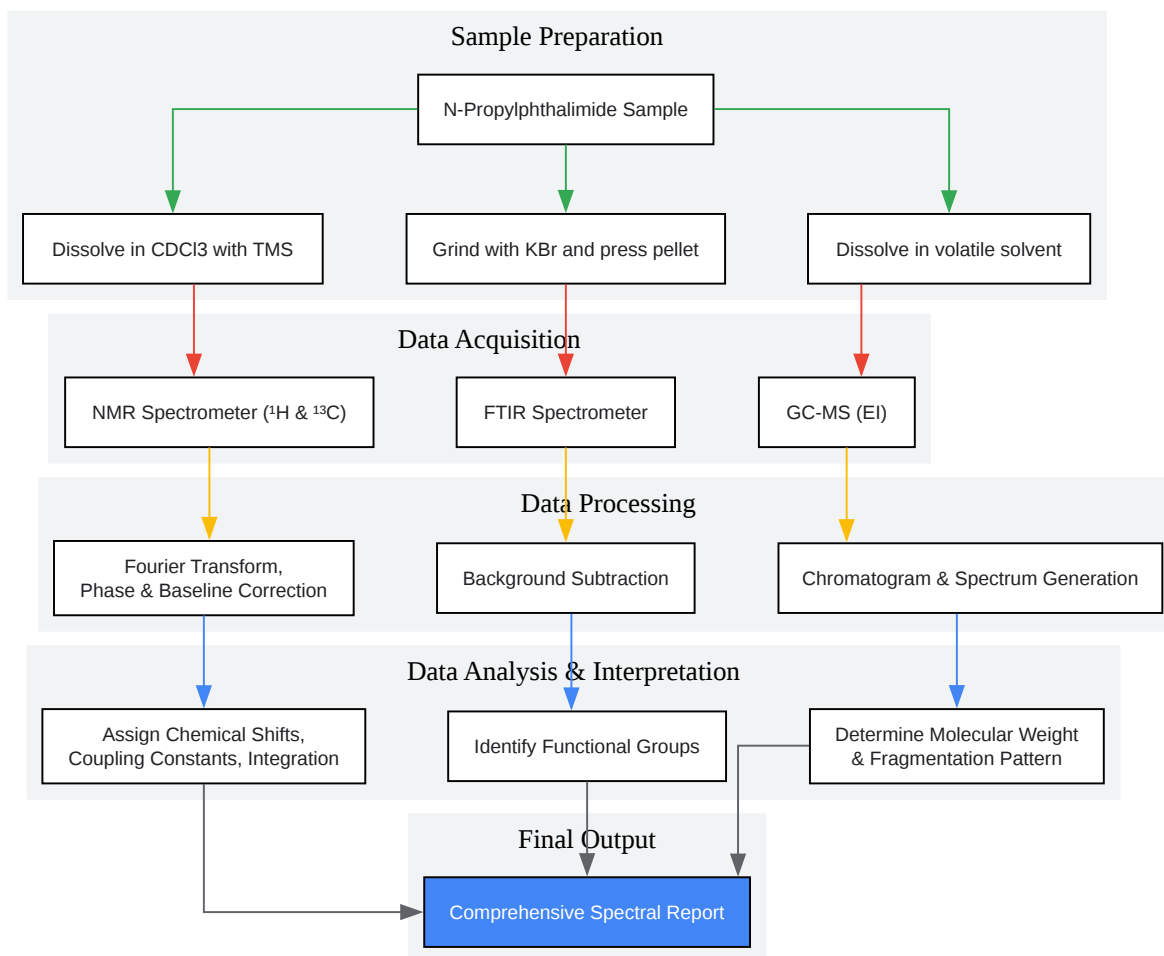 Sample Preparation
N-Propylphthalimide Sample
Dissolve in CDCl3 with TMS
Grind with KBr and press pellet
Dissolve in volatile solvent
Data Acquisition
NMR Spectrometer (¹H & ¹³C)
FTIR Spectrometer
GC-MS (EI)
Data Processing
Fourier Transform,
Phase & Baseline Correction
Background Subtraction
Chromatogram & Spectrum Generation
Data Analysis & Interpretation
Assign Chemical Shifts,
Coupling Constants, Integration
Identify Functional Groups
Determine Molecular Weight
& Fragmentation Pattern
Final Output
Comprehensive Spectral Report